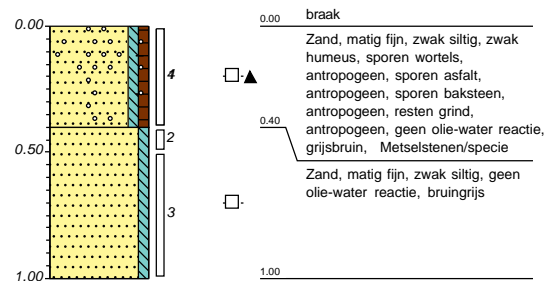 0.00
0.50
1.00
4
2
3
0.00
braak
Zand, matig fijn, zwak siltig, zwak
humeus, sporen wortels,
antropogeen, sporen asfalt,
antropogeen, sporen baksteen,
antropogeen, resten grind,
antropogeen, geen olie-water reactie,
grijsbruin, Metselstenen/specie
0.40
Zand, matig fijn, zwak siltig, geen
olie-water reactie, bruingrijs
1.00